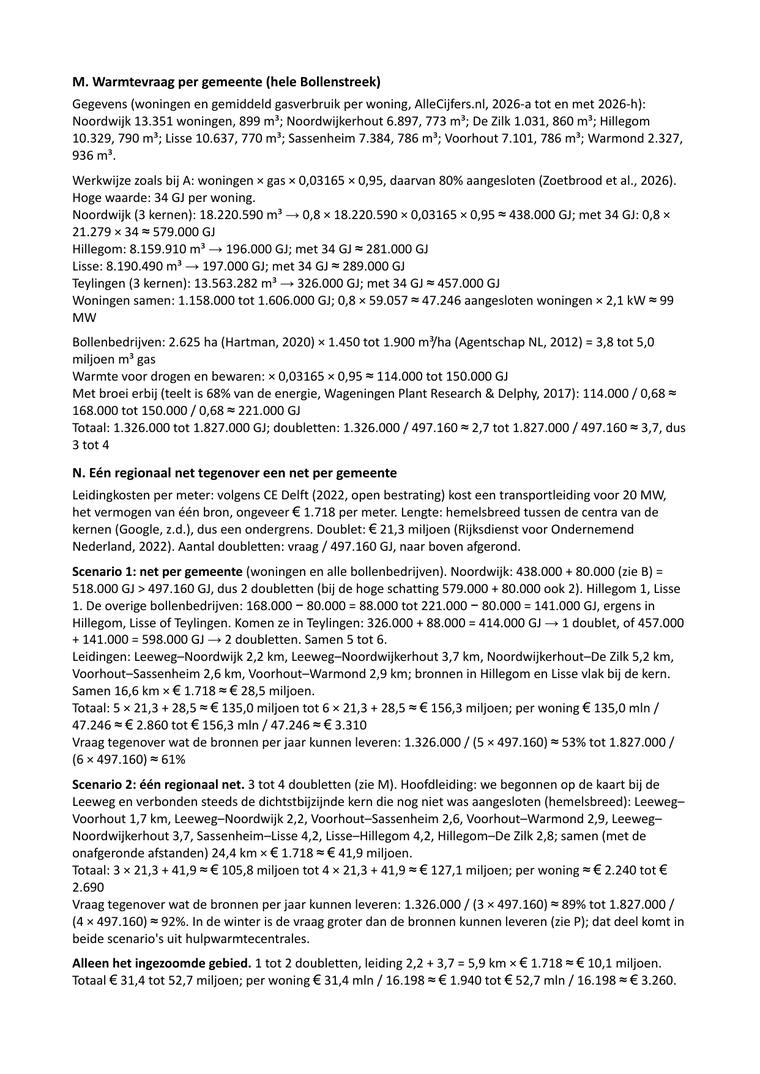 M. Warmtevraag per gemeente (hele Bollenstreek)
Gegevens (woningen en gemiddeld gasverbruik per woning, AlleCijfers.nl, 2026-a tot en met 2026-h):
Noordwijk 13.351 woningen, 899 m³; Noordwijkerhout 6.897, 773 m³; De Zilk 1.031, 860 m³; Hillegom
10.329, 790 m³; Lisse 10.637, 770 m³; Sassenheim 7.384, 786 m³; Voorhout 7.101, 786 m³; Warmond 2.327,
936 m³.
Werkwijze zoals bij A: woningen × gas × 0,03165 × 0,95, daarvan 80% aangesloten (Zoetbrood et al., 2026).
Hoge waarde: 34 GJ per woning.
Noordwijk (3 kernen): 18.220.590 m³ → 0,8 × 18.220.590 × 0,03165 × 0,95 ≈ 438.000 GJ; met 34 GJ: 0,8 ×
21.279 × 34 ≈ 579.000 GJ
Hillegom: 8.159.910 m³ → 196.000 GJ; met 34 GJ ≈ 281.000 GJ
Lisse: 8.190.490 m³ → 197.000 GJ; met 34 GJ ≈ 289.000 GJ
Teylingen (3 kernen): 13.563.282 m³ → 326.000 GJ; met 34 GJ ≈ 457.000 GJ
Woningen samen: 1.158.000 tot 1.606.000 GJ; 0,8 × 59.057 ≈ 47.246 aangesloten woningen × 2,1 kW ≈ 99
MW
Bollenbedrijven: 2.625 ha (Hartman, 2020) × 1.450 tot 1.900 m³/ha (Agentschap NL, 2012) = 3,8 tot 5,0
miljoen m³ gas
Warmte voor drogen en bewaren: × 0,03165 × 0,95 ≈ 114.000 tot 150.000 GJ
Met broei erbij (teelt is 68% van de energie, Wageningen Plant Research & Delphy, 2017): 114.000 / 0,68 ≈
168.000 tot 150.000 / 0,68 ≈ 221.000 GJ
Totaal: 1.326.000 tot 1.827.000 GJ; doubletten: 1.326.000 / 497.160 ≈ 2,7 tot 1.827.000 / 497.160 ≈ 3,7, dus
3 tot 4
N. Eén regionaal net tegenover een net per gemeente
Leidingkosten per meter: volgens CE Delft (2022, open bestrating) kost een transportleiding voor 20 MW,
het vermogen van één bron, ongeveer € 1.718 per meter. Lengte: hemelsbreed tussen de centra van de
kernen (Google, z.d.), dus een ondergrens. Doublet: € 21,3 miljoen (Rijksdienst voor Ondernemend
Nederland, 2022). Aantal doubletten: vraag / 497.160 GJ, naar boven afgerond.
Scenario 1: net per gemeente (woningen en alle bollenbedrijven). Noordwijk: 438.000 + 80.000 (zie B) =
518.000 GJ > 497.160 GJ, dus 2 doubletten (bij de hoge schatting 579.000 + 80.000 ook 2). Hillegom 1, Lisse
1. De overige bollenbedrijven: 168.000 − 80.000 = 88.000 tot 221.000 − 80.000 = 141.000 GJ, ergens in
Hillegom, Lisse of Teylingen. Komen ze in Teylingen: 326.000 + 88.000 = 414.000 GJ → 1 doublet, of 457.000
+ 141.000 = 598.000 GJ → 2 doubletten. Samen 5 tot 6.
Leidingen: Leeweg–Noordwijk 2,2 km, Leeweg–Noordwijkerhout 3,7 km, Noordwijkerhout–De Zilk 5,2 km,
Voorhout–Sassenheim 2,6 km, Voorhout–Warmond 2,9 km; bronnen in Hillegom en Lisse vlak bij de kern.
Samen 16,6 km × € 1.718 ≈ € 28,5 miljoen.
Totaal: 5 × 21,3 + 28,5 ≈ € 135,0 miljoen tot 6 × 21,3 + 28,5 ≈ € 156,3 miljoen; per woning € 135,0 mln /
47.246 ≈ € 2.860 tot € 156,3 mln / 47.246 ≈ € 3.310
Vraag tegenover wat de bronnen per jaar kunnen leveren: 1.326.000 / (5 × 497.160) ≈ 53% tot 1.827.000 /
(6 × 497.160) ≈ 61%
Scenario 2: één regionaal net. 3 tot 4 doubletten (zie M). Hoofdleiding: we begonnen op de kaart bij de
Leeweg en verbonden steeds de dichtstbijzijnde kern die nog niet was aangesloten (hemelsbreed): Leeweg–
Voorhout 1,7 km, Leeweg–Noordwijk 2,2, Voorhout–Sassenheim 2,6, Voorhout–Warmond 2,9, Leeweg–
Noordwijkerhout 3,7, Sassenheim–Lisse 4,2, Lisse–Hillegom 4,2, Hillegom–De Zilk 2,8; samen (met de
onafgeronde afstanden) 24,4 km × € 1.718 ≈ € 41,9 miljoen.
Totaal: 3 × 21,3 + 41,9 ≈ € 105,8 miljoen tot 4 × 21,3 + 41,9 ≈ € 127,1 miljoen; per woning ≈ € 2.240 tot €
2.690
Vraag tegenover wat de bronnen per jaar kunnen leveren: 1.326.000 / (3 × 497.160) ≈ 89% tot 1.827.000 /
(4 × 497.160) ≈ 92%. In de winter is de vraag groter dan de bronnen kunnen leveren (zie P); dat deel komt in
beide scenario's uit hulpwarmtecentrales.
Alleen het ingezoomde gebied. 1 tot 2 doubletten, leiding 2,2 + 3,7 = 5,9 km × € 1.718 ≈ € 10,1 miljoen.
Totaal € 31,4 tot 52,7 miljoen; per woning € 31,4 mln / 16.198 ≈ € 1.940 tot € 52,7 mln / 16.198 ≈ € 3.260.